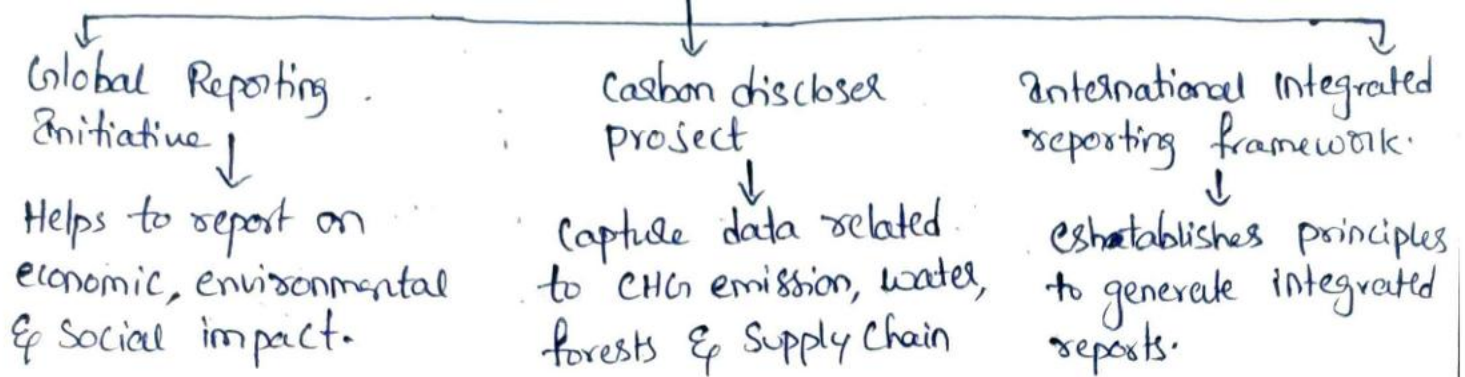 Global Reporting
Initiative
Helps to report on
economic, environmental
& Social impact.
Carbon discloser
project
Capture data related
to GHG emission, water,
forests & Supply Chain
International Integrated
reporting framework.
eshatablishes principles
to generate integrated
reports.